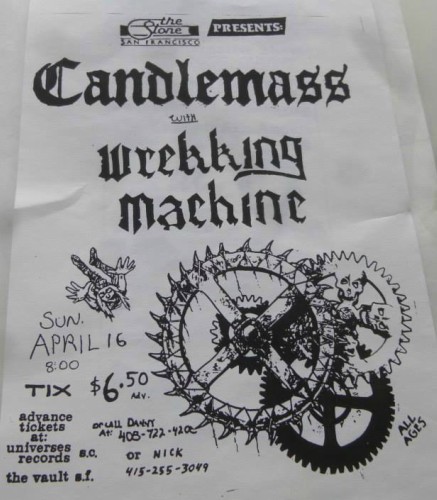 the
Stone
SAN FRANCISCO
PRESENTS:
Candlemass
with
Wrekking
machine
SUN.
APRIL 16
8:00
TIX $6.50
ADV.
advance
tickets
at:
universes
records s.c.
the vault s.f.
OR CALL DANNY
AT: 408-722-4202
OR NICK
415-255-3049
ALL
AGES